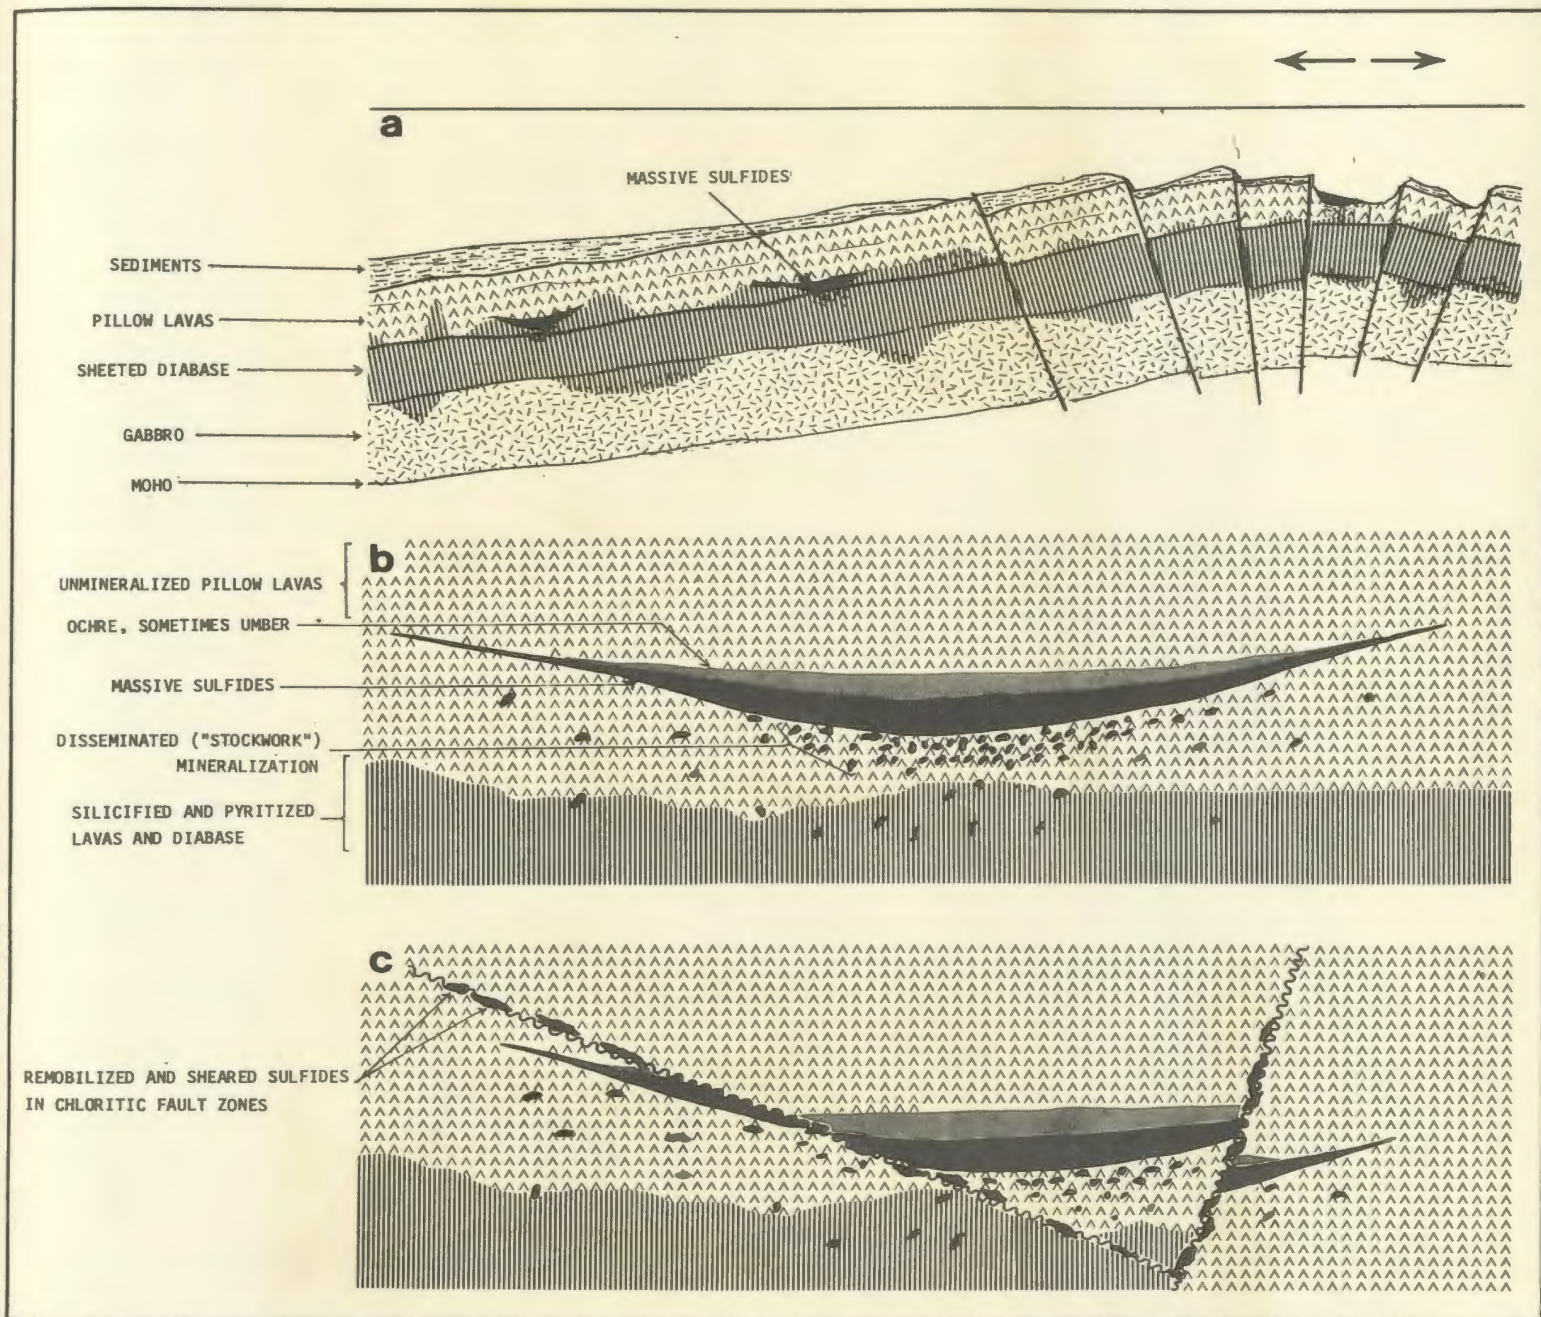 a
MASSIVE SULFIDES
SEDIMENTS
PILLOW LAVAS
SHEETED DIABASE
GABBRO
MOHO
b
UNMINERALIZED PILLOW LAVAS
OCHRE, SOMETIMES UMBER
MASSIVE SULFIDES
DISSEMINATED ("STOCKWORK")
MINERALIZATION
SILICIFIED AND PYRITIZED
LAVAS AND DIABASE
c
REMOBILIZED AND SHEARED SULFIDES
IN CHLORITIC FAULT ZONES